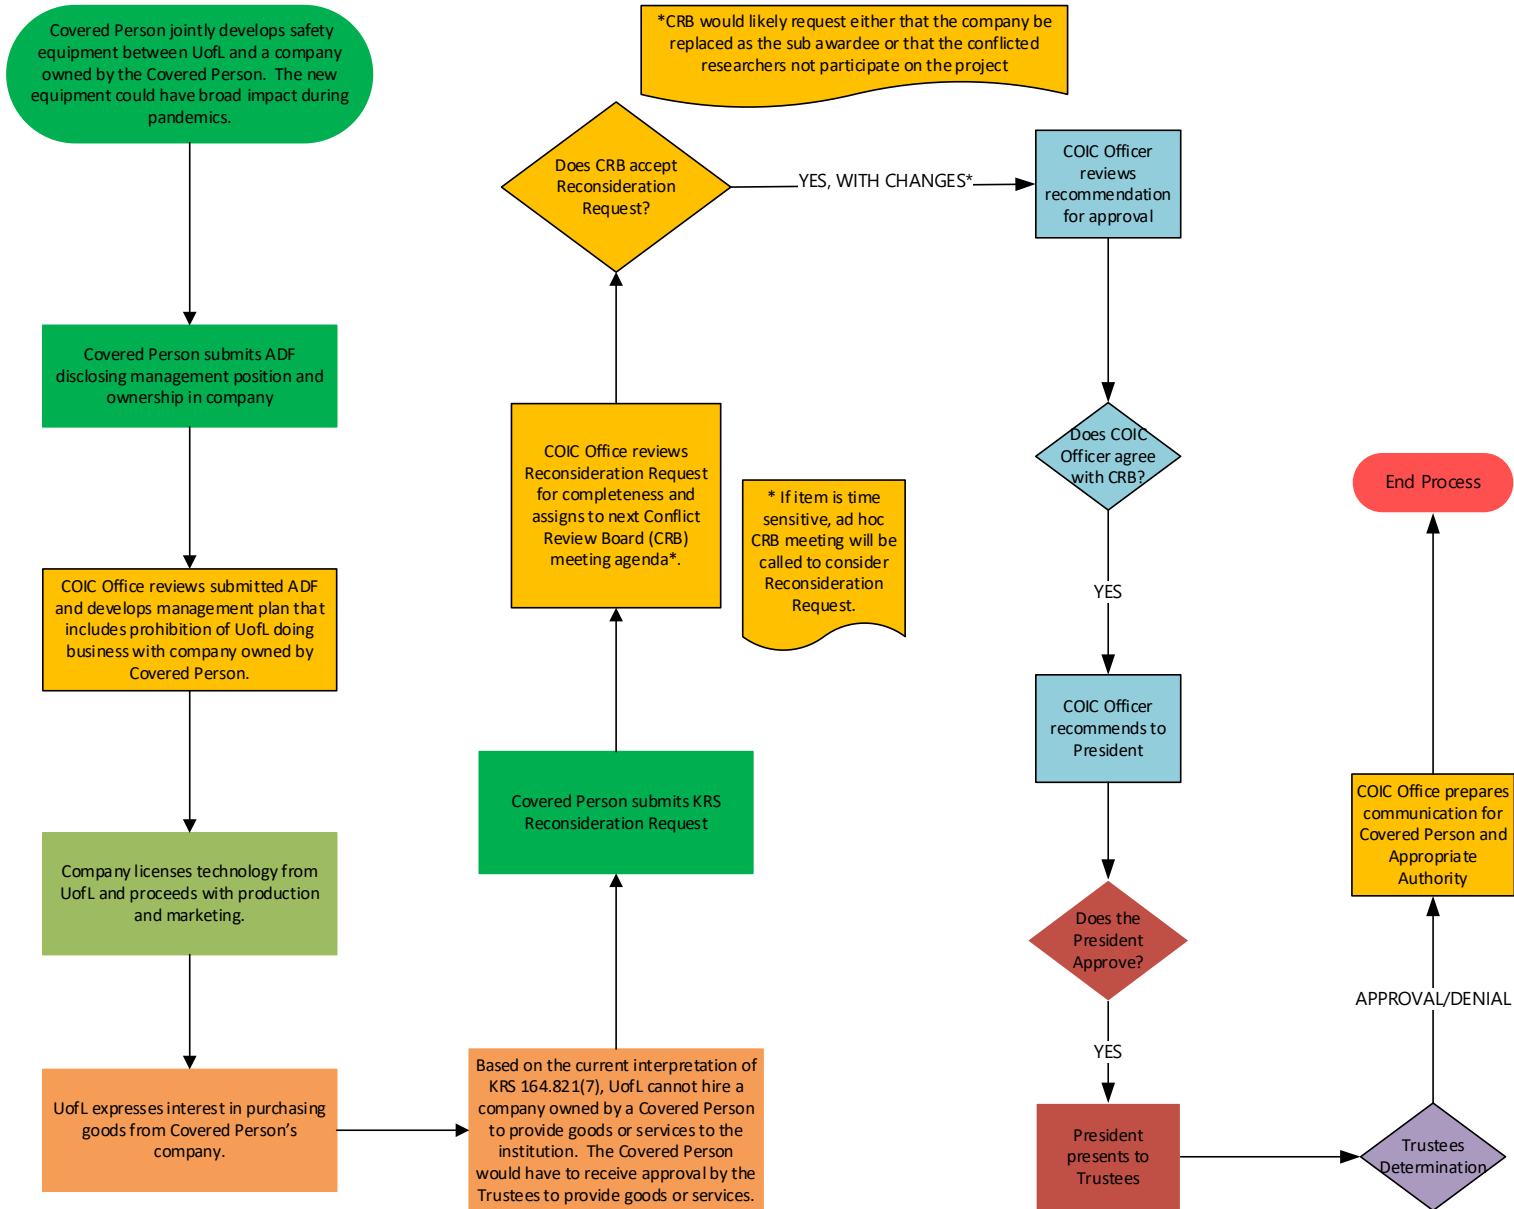 Covered Person jointly develops safety
equipment between UofL and a company
owned by the Covered Person.  The new
equipment could have broad impact during
pandemics.
Covered Person submits ADF
disclosing management position and
ownership in company
COIC Office reviews submitted ADF
and develops management plan that
includes prohibition of UofL doing
business with company owned by
Covered Person.
Company licenses technology from
UofL and proceeds with production
and marketing.
UofL expresses interest in purchasing
goods from Covered Person’s
company.
Based on the current interpretation of
KRS 164.821(7), UofL cannot hire a
company owned by a Covered Person
to provide goods or services to the
institution.  The Covered Person
would have to receive approval by the
Trustees to provide goods or services.
Covered Person submits KRS
Reconsideration Request
COIC Office reviews
Reconsideration Request
for completeness and
assigns to next Conflict
Review Board (CRB)
meeting agenda*.
* If item is time
sensitive, ad hoc
CRB meeting will be
called to consider
Reconsideration
Request.
Does CRB accept
Reconsideration
Request?
*CRB would likely request either that the company be
replaced as the sub awardee or that the conflicted
researchers not participate on the project
YES, WITH CHANGES*
COIC Officer
reviews
recommendation
for approval
Does COIC
Officer agree
with CRB?
YES
COIC Officer
recommends to
President
Does the
President
Approve?
YES
President
presents to
Trustees
Trustees
Determination
APPROVAL/DENIAL
COIC Office prepares
communication for
Covered Person and
Appropriate
Authority
End Process